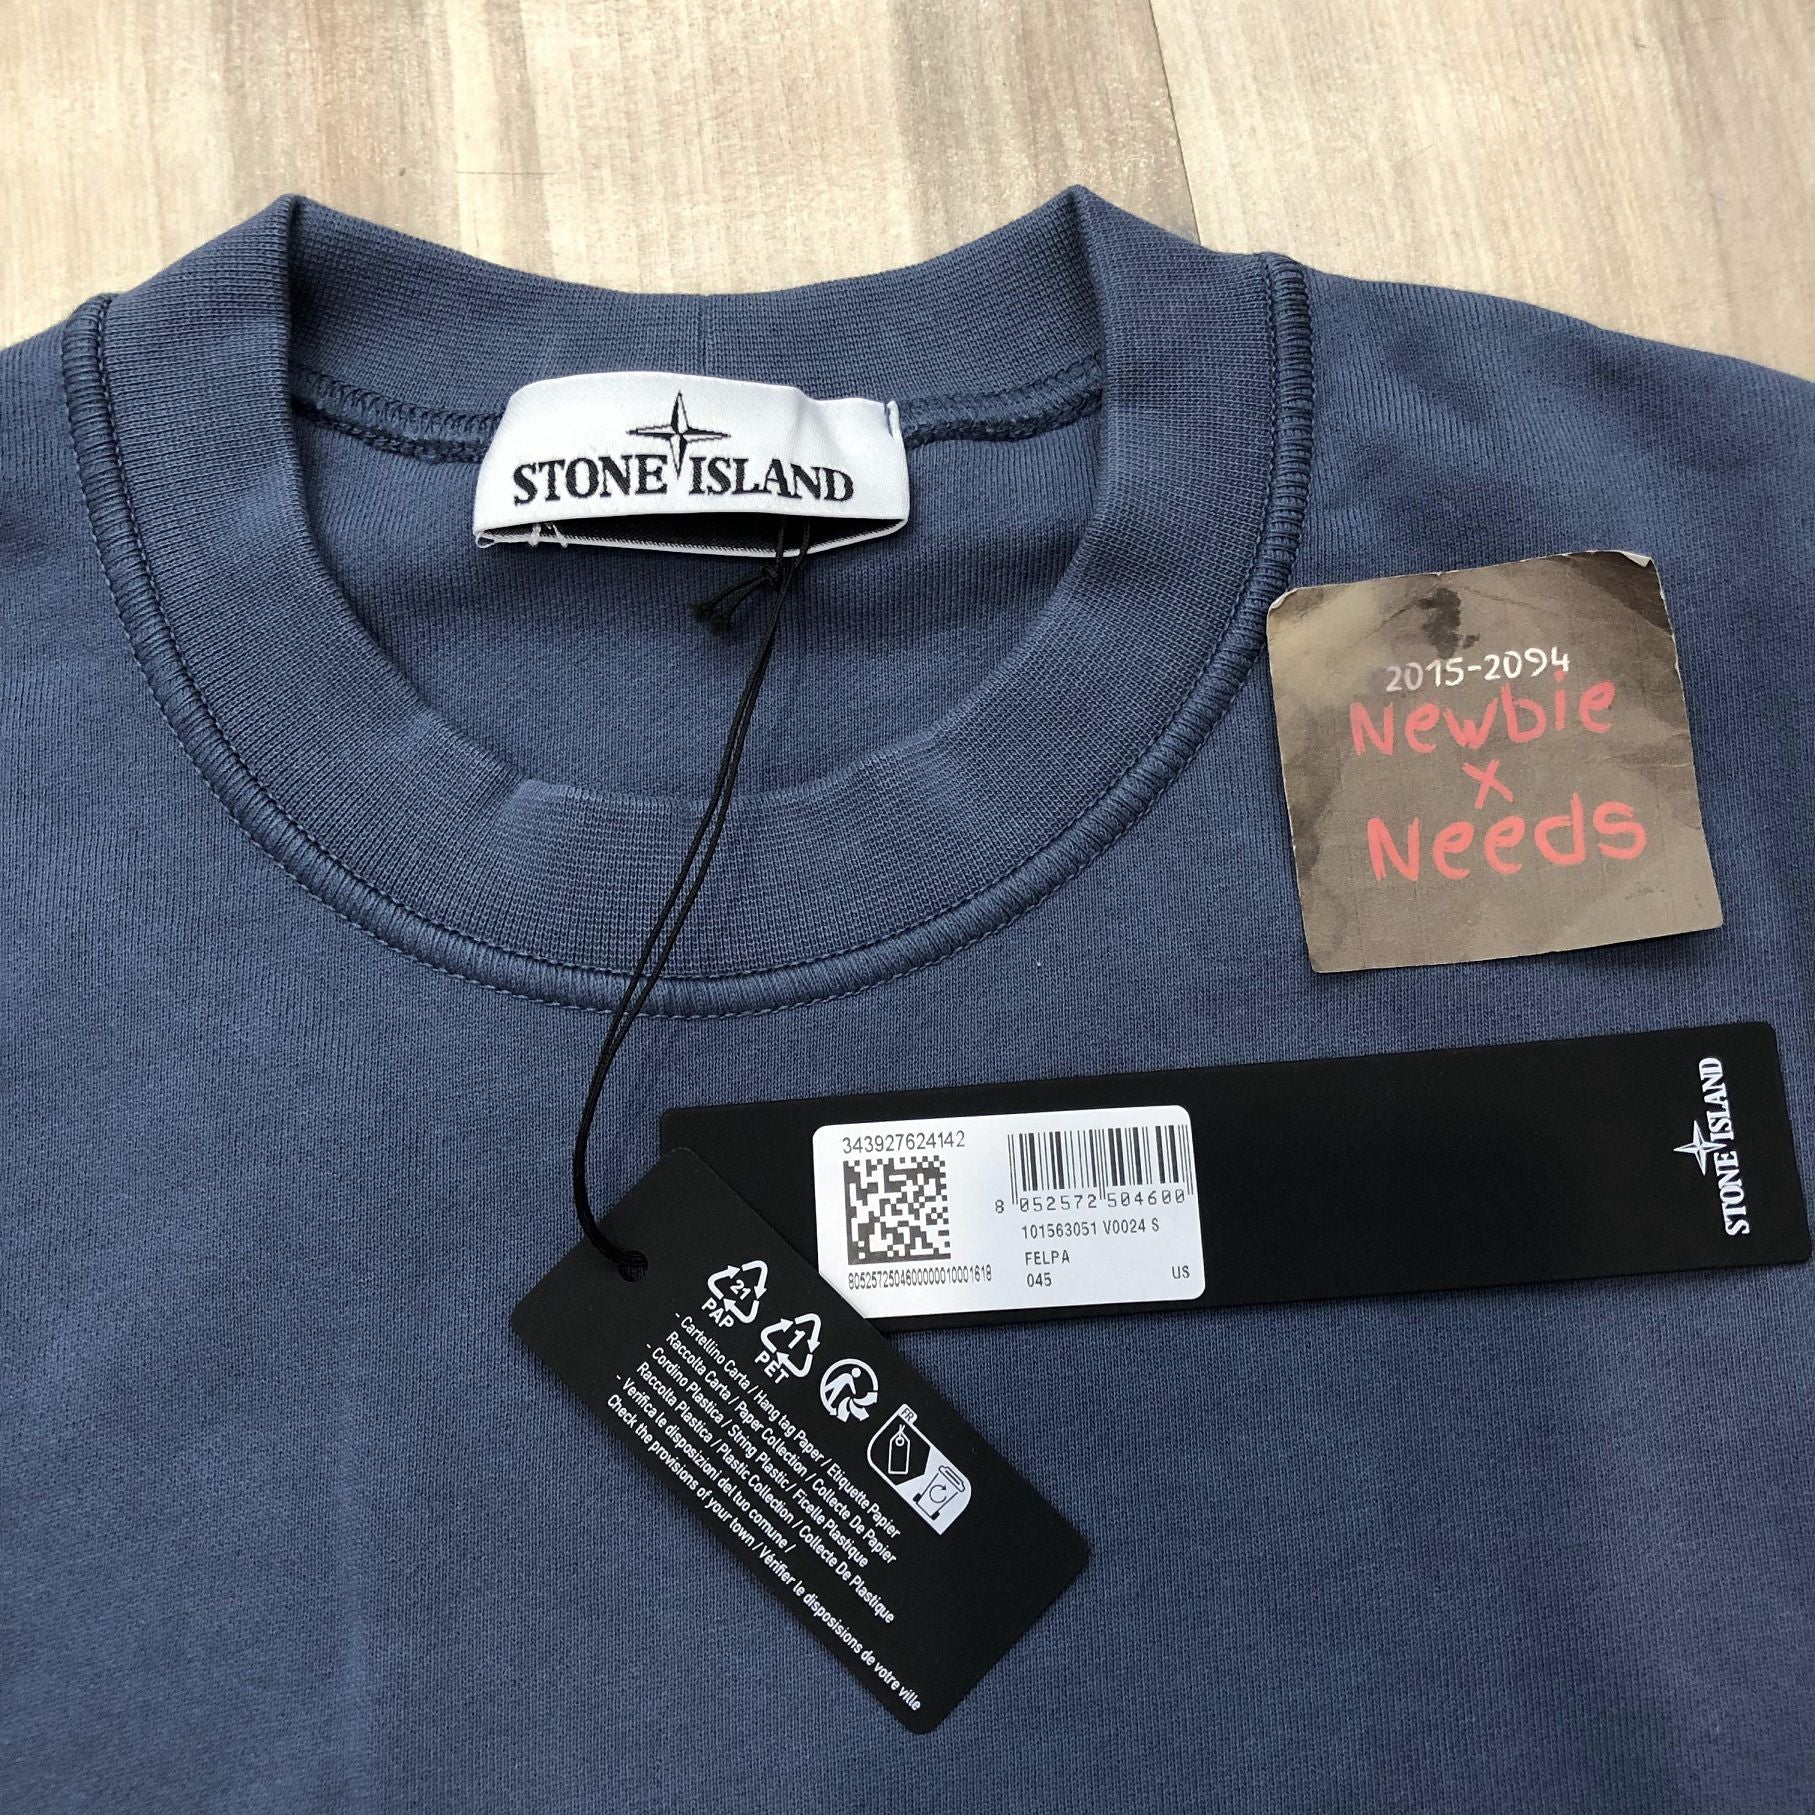 STONE ISLAND
2015-2094
Newbie
x
Needs
STONE ISLAND
343927624142
8 052572 504600
101563051 V0024 S
FELPA
045 US
8052572504600000010001618
21
PAP
1
PET
FR
- Cartellino Carta / Hang tag Paper / Etiquette Papier
Raccolta Carta / Paper Collection / Collecte De Papier
- Cordino Plastica / String Plastic / Ficelle Plastique
Raccolta Plastica / Plastic Collection / Collecte De Plastique
- Verifica le disposizioni del tuo comune /
Check the provisions of your town / Vérifier le disposisions de votre ville